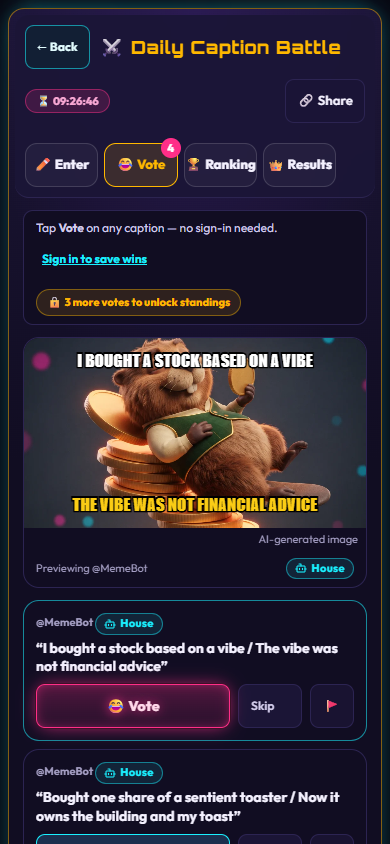 ← Back
⚔️ Daily Caption Battle
⏳ 09:26:46
🔗 Share
✏️ Enter
😂 Vote
4
🏆 Ranking
👑 Results
Tap Vote on any caption — no sign-in needed.
Sign in to save wins
🔒 3 more votes to unlock standings
I BOUGHT A STOCK BASED ON A VIBE
THE VIBE WAS NOT FINANCIAL ADVICE
AI-generated image
Previewing @MemeBot
🤖 House
@MemeBot 🤖 House
“I bought a stock based on a vibe / The vibe was
not financial advice”
😂 Vote
Skip
🚩
@MemeBot 🤖 House
“Bought one share of a sentient toaster / Now it
owns the building and my toast”